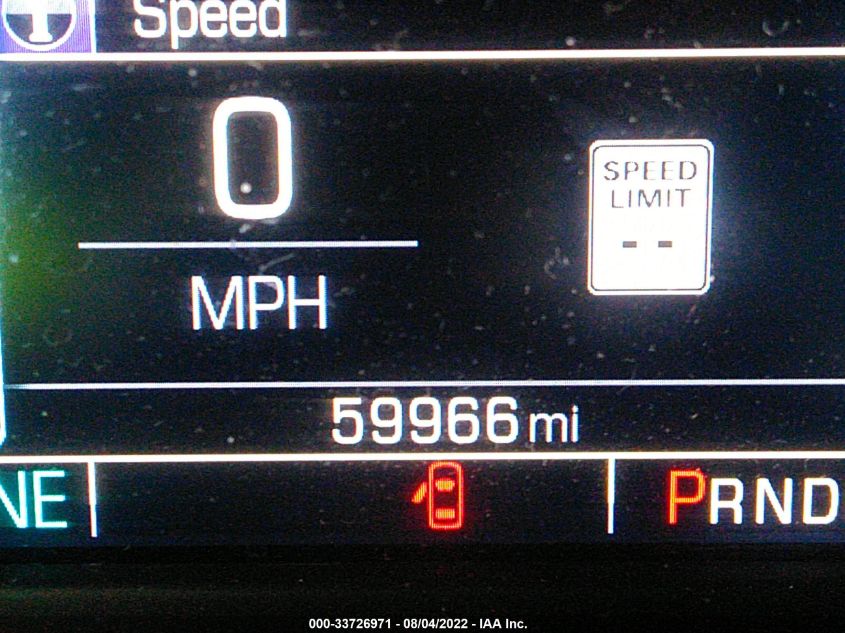 Speed
0
MPH
SPEED
LIMIT
--
59966 mi
NE
PRND
000-33726971 - 08/04/2022 - IAA Inc.